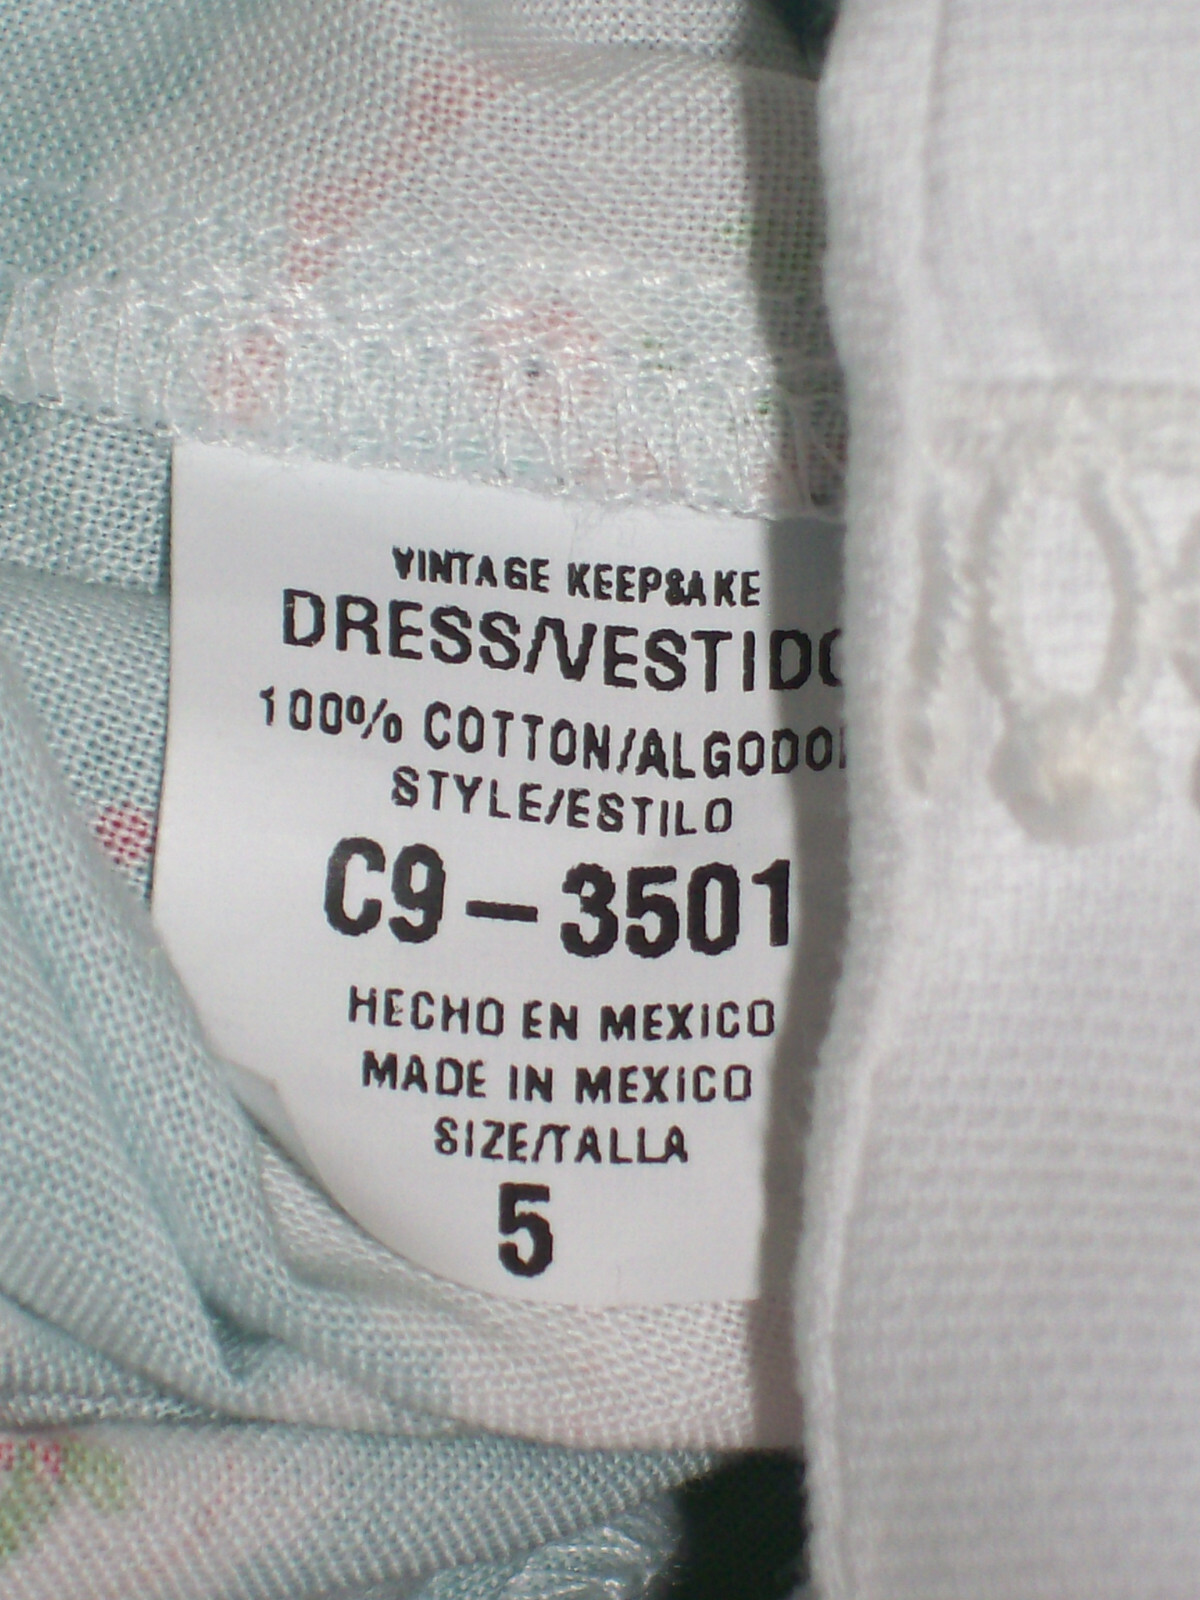 VINTAGE KEEPSAKE
DRESS/VESTIDO
100% COTTON/ALGODO
STYLE/ESTILO
C9-3501
HECHO EN MEXICO
MADE IN MEXICO
SIZE/TALLA
5